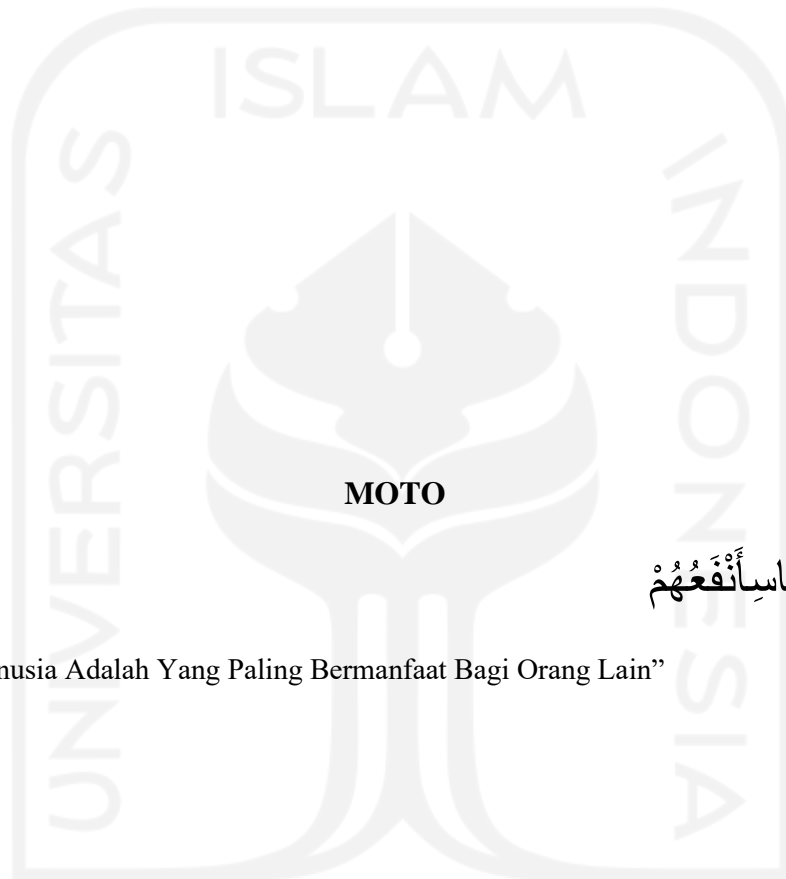 ISLAM
UNIVERSITAS
INDONESIA
MOTO
اسِأَنْفَعُهُمْ
nusia Adalah Yang Paling Bermanfaat Bagi Orang Lain”